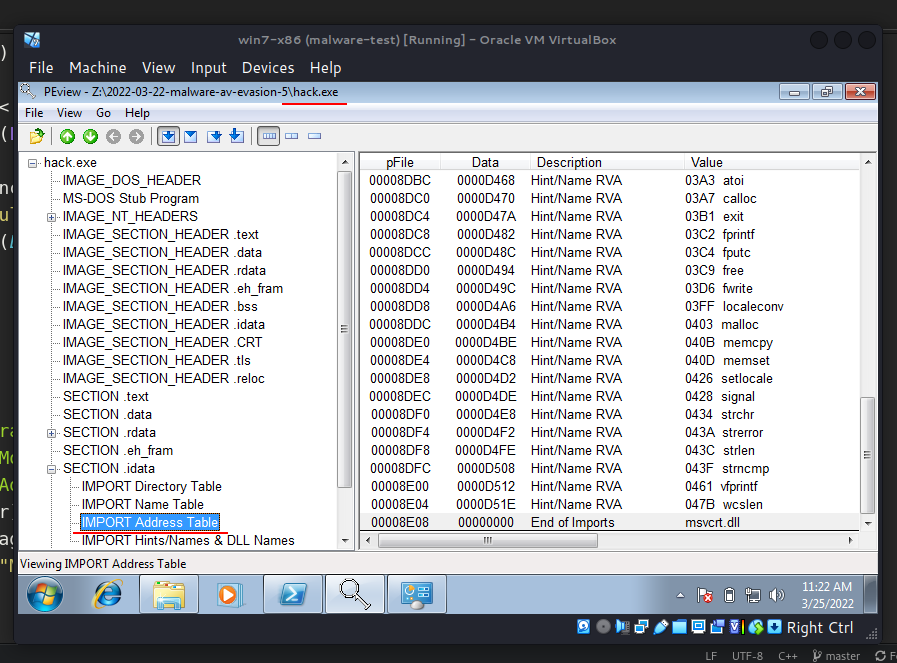 win7-x86 (malware-test) [Running] - Oracle VM VirtualBox
File Machine View Input Devices Help
PEview - Z:\2022-03-22-malware-av-evasion-5\hack.exe
File View Go Help
hack.exe
IMAGE_DOS_HEADER
MS-DOS Stub Program
IMAGE_NT_HEADERS
IMAGE_SECTION_HEADER .text
IMAGE_SECTION_HEADER .data
IMAGE_SECTION_HEADER .rdata
IMAGE_SECTION_HEADER .eh_fram
IMAGE_SECTION_HEADER .bss
IMAGE_SECTION_HEADER .idata
IMAGE_SECTION_HEADER .CRT
IMAGE_SECTION_HEADER .tls
IMAGE_SECTION_HEADER .reloc
SECTION .text
SECTION .data
SECTION .rdata
SECTION .eh_fram
SECTION .idata
IMPORT Directory Table
IMPORT Name Table
IMPORT Address Table
IMPORT Hints/Names & DLL Names
pFile Data Description Value
00008DBC 0000D468 Hint/Name RVA 03A3 atoi
00008DC0 0000D470 Hint/Name RVA 03A7 calloc
00008DC4 0000D47A Hint/Name RVA 03B1 exit
00008DC8 0000D482 Hint/Name RVA 03C2 fprintf
00008DCC 0000D48C Hint/Name RVA 03C4 fputc
00008DD0 0000D494 Hint/Name RVA 03C9 free
00008DD4 0000D49C Hint/Name RVA 03D6 fwrite
00008DD8 0000D4A6 Hint/Name RVA 03FF localeconv
00008DDC 0000D4B4 Hint/Name RVA 0403 malloc
00008DE0 0000D4BE Hint/Name RVA 040B memcpy
00008DE4 0000D4C8 Hint/Name RVA 040D memset
00008DE8 0000D4D2 Hint/Name RVA 0426 setlocale
00008DEC 0000D4DE Hint/Name RVA 0428 signal
00008DF0 0000D4E8 Hint/Name RVA 0434 strchr
00008DF4 0000D4F2 Hint/Name RVA 043A strerror
00008DF8 0000D4FE Hint/Name RVA 043C strlen
00008DFC 0000D508 Hint/Name RVA 043F strncmp
00008E00 0000D512 Hint/Name RVA 0461 vfprintf
00008E04 0000D51E Hint/Name RVA 047B wcslen
00008E08 00000000 End of Imports msvcrt.dll
Viewing IMPORT Address Table
11:22 AM
3/25/2022
Right Ctrl
LF UTF-8 C++ master